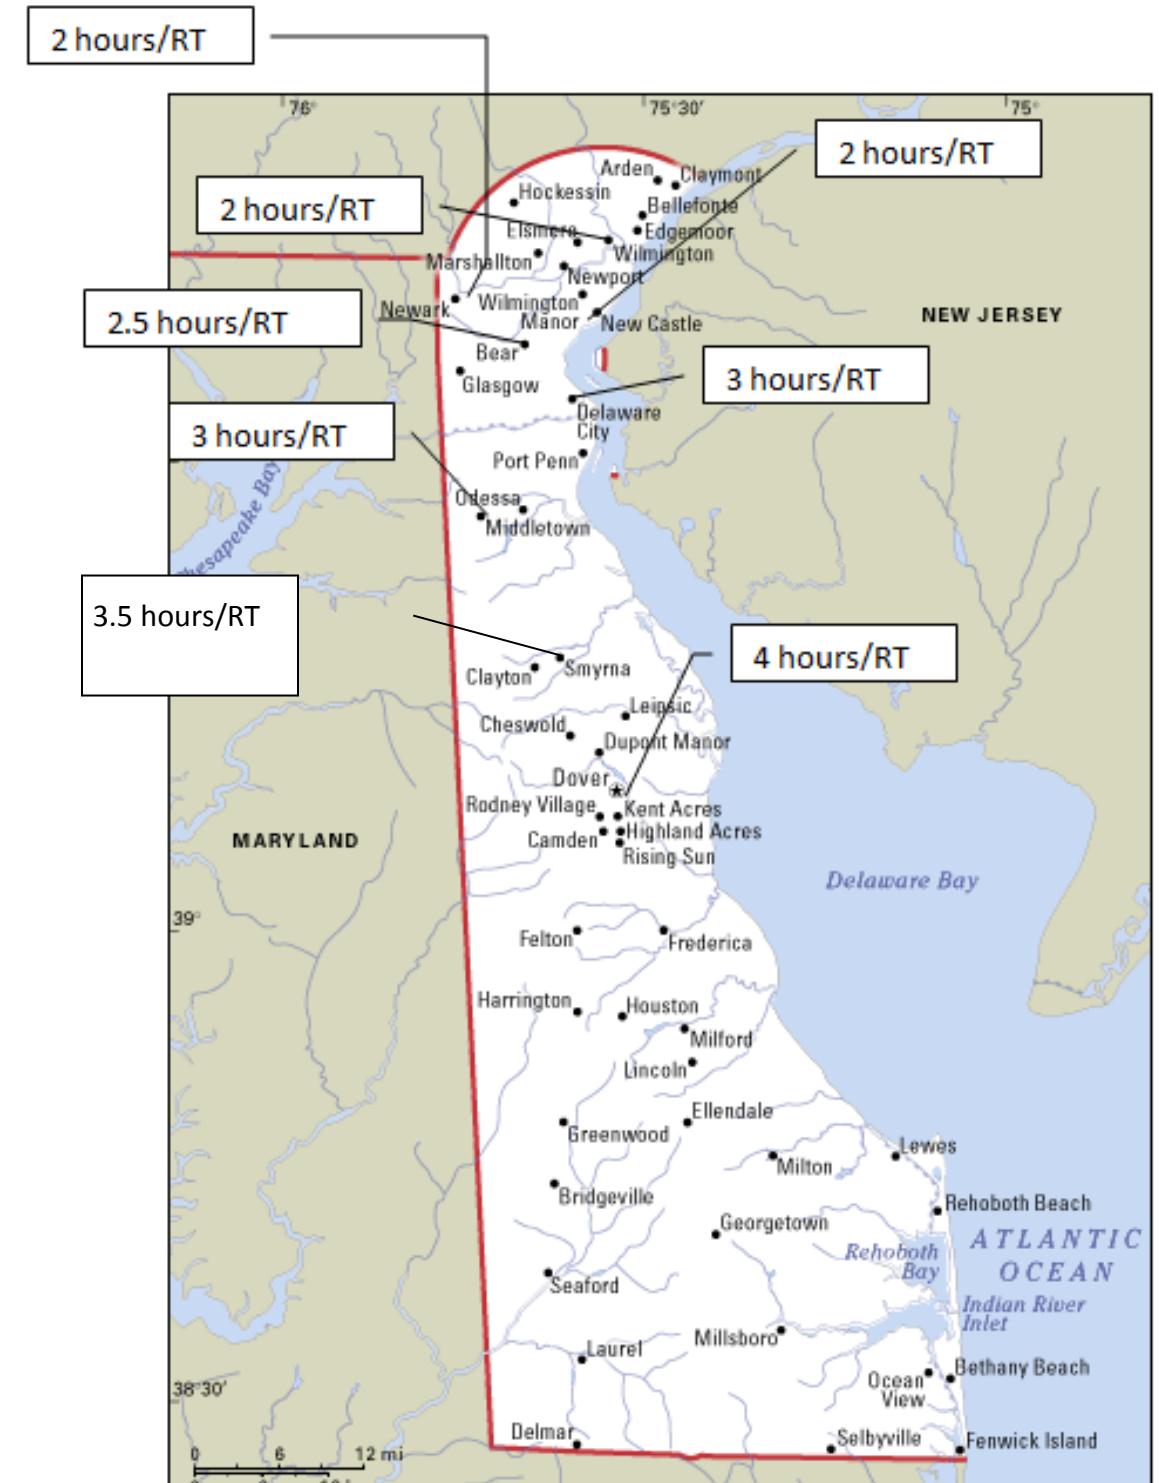 2 hours/RT
76°
75°30'
75°
2 hours/RT
Arden
Claymont
Hockessin
2 hours/RT
Bellefonte
Elsmere
Edgemoor
Wilmington
Marshallton
Newport
Newark
Wilmington
Manor
New Castle
NEW JERSEY
2.5 hours/RT
Bear
Glasgow
3 hours/RT
Delaware
City
3 hours/RT
Port Penn
Odessa
Middletown
Chesapeake Bay
3.5 hours/RT
4 hours/RT
Smyrna
Clayton
Leipsic
Cheswold
Dupont Manor
Dover
Rodney Village
Kent Acres
Highland Acres
Camden
Rising Sun
MARYLAND
Delaware Bay
39°
Felton
Frederica
Harrington
Houston
Milford
Lincoln
Ellendale
Greenwood
Lewes
Milton
Bridgeville
Rehoboth Beach
Georgetown
ATLANTIC
OCEAN
Rehoboth
Bay
Seaford
Indian River
Inlet
Millsboro
Laurel
Bethany Beach
Ocean
View
38°30'
Delmar
Selbyville
Fenwick Island
0 6 12 mi